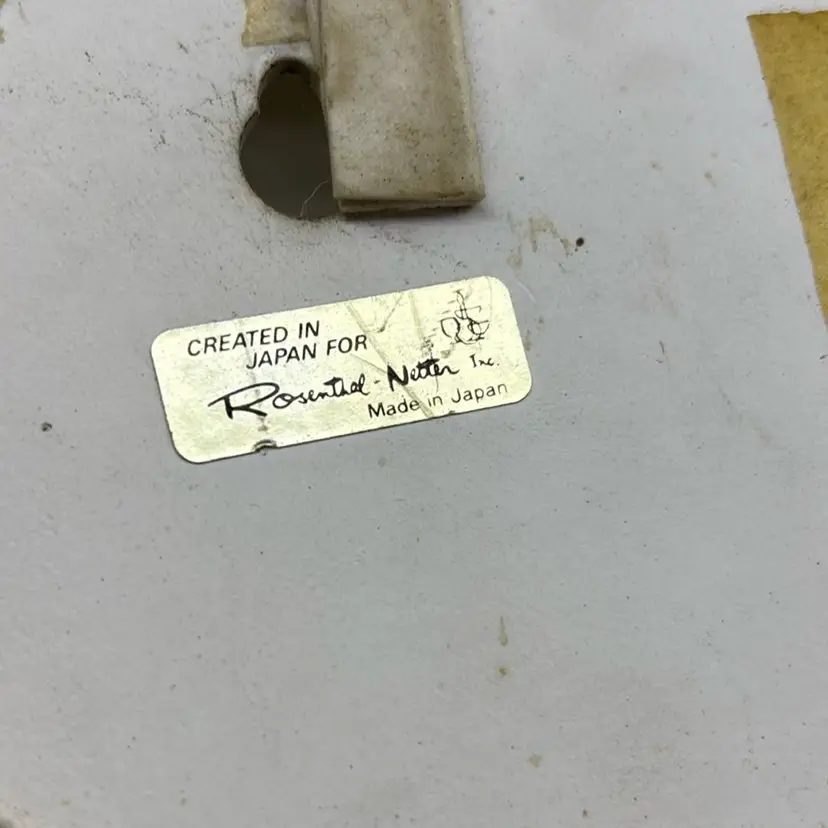 CREATED IN
JAPAN FOR
Rosenthal - Netter Inc.
Made in Japan